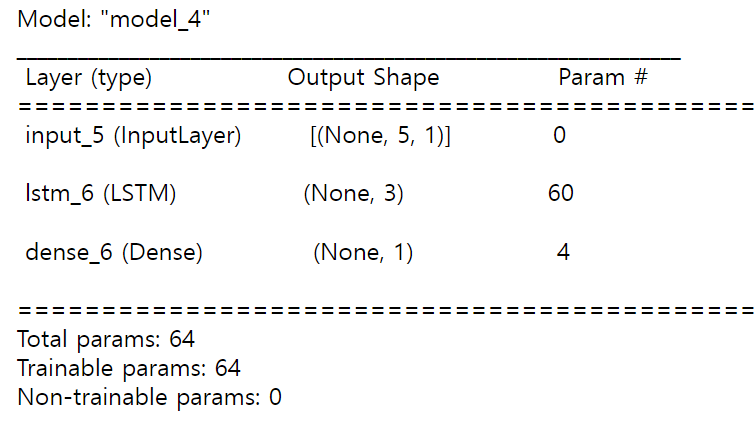 Model: "model_4"
_________________________________________________________________
Layer (type) Output Shape Param #
============================================
input_5 (InputLayer) [(None, 5, 1)] 0
lstm_6 (LSTM) (None, 3) 60
dense_6 (Dense) (None, 1) 4
============================================
Total params: 64
Trainable params: 64
Non-trainable params: 0